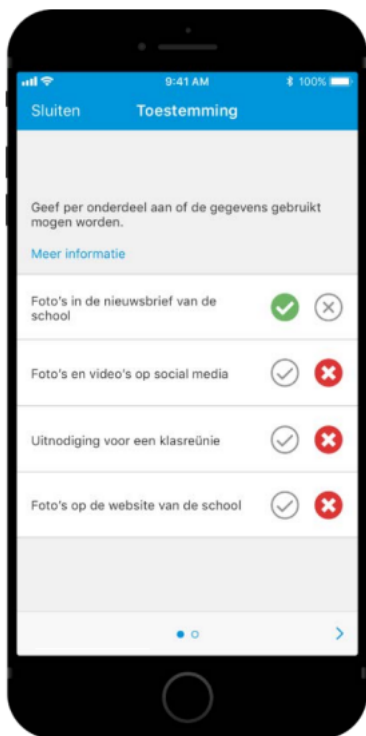 9:41 AM
100%
Sluiten
Toestemming
Geef per onderdeel aan of de gegevens gebruikt
mogen worden.
Meer informatie
Foto's in de nieuwsbrief van de
school
Foto's en video's op social media
Uitnodiging voor een klasreünie
Foto's op de website van de school